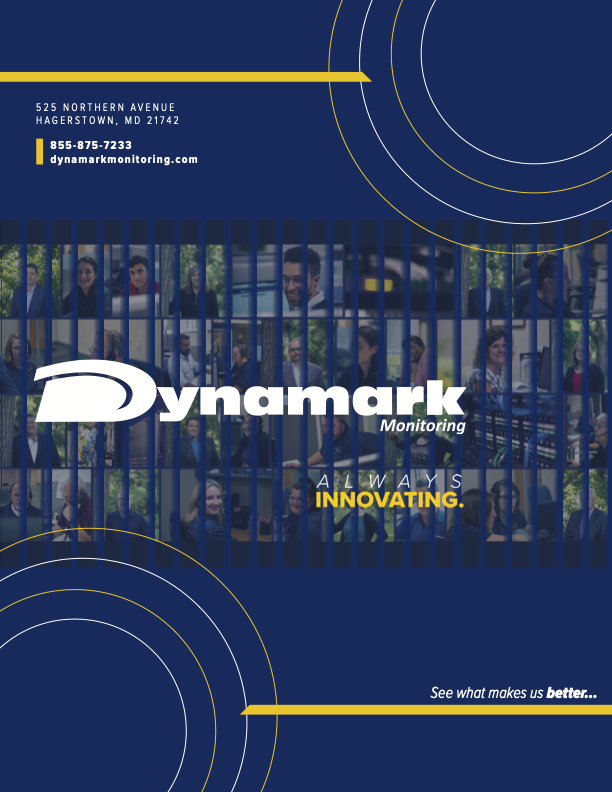 525 NORTHERN AVENUE
HAGERSTOWN, MD 21742
855-875-7233
dynamarkmonitoring.com
Dynamark
Monitoring
ALWAYS
INNOVATING.
See what makes us better...